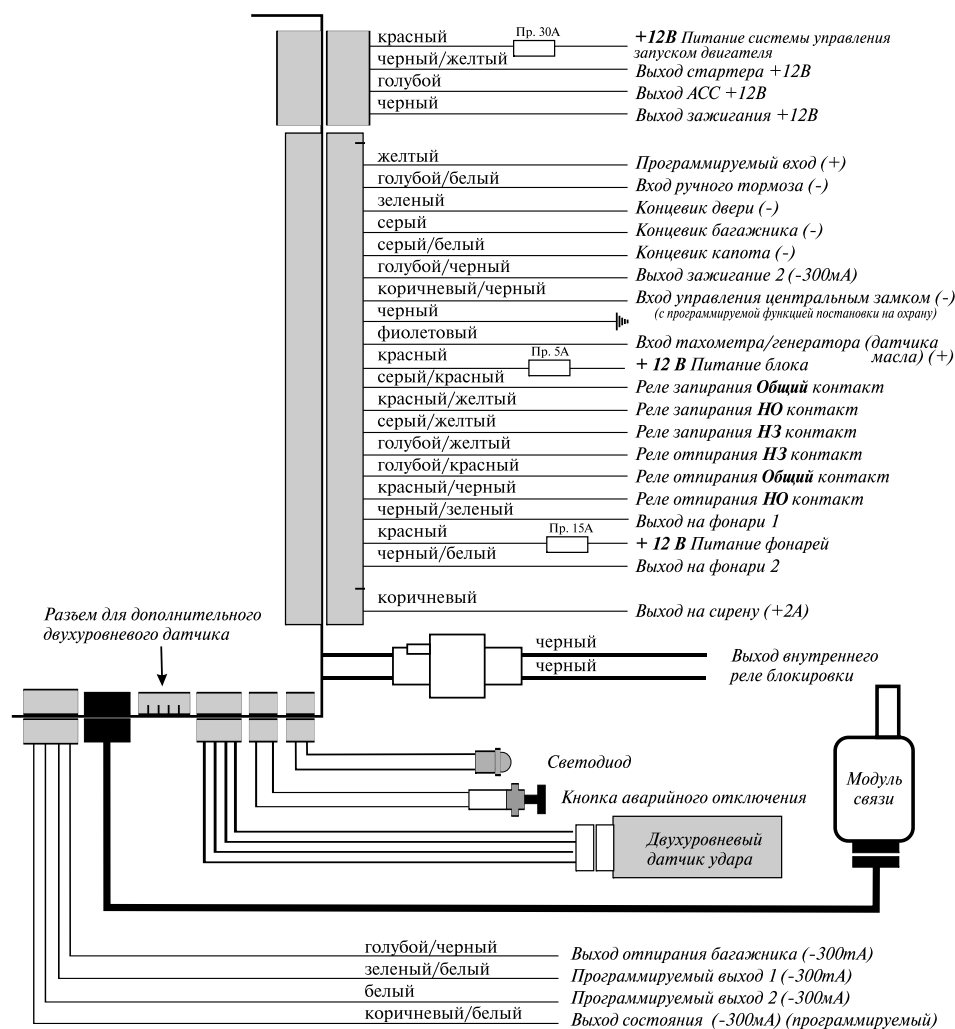 красный Пр. 30А +12В Питание системы управления
запуском двигателя
черный/желтый Выход стартера +12В
голубой Выход АСС +12В
черный Выход зажигания +12В
желтый Программируемый вход (+)
голубой/белый Вход ручного тормоза (-)
зеленый Концевик двери (-)
серый Концевик багажника (-)
серый/белый Концевик капота (-)
голубой/черный Выход зажигание 2 (-300мА)
коричневый/черный Вход управления центральным замком (-)
(с программируемой функцией постановки на охрану)
черный
фиолетовый Вход тахометра/генератора (датчика
масла) (+)
красный Пр. 5А + 12 В Питание блока
серый/красный Реле запирания Общий контакт
красный/желтый Реле запирания НО контакт
серый/желтый Реле запирания НЗ контакт
голубой/желтый Реле отпирания НЗ контакт
голубой/красный Реле отпирания Общий контакт
красный/черный Реле отпирания НО контакт
черный/зеленый Выход на фонари 1
красный Пр. 15А + 12 В Питание фонарей
черный/белый Выход на фонари 2
коричневый Выход на сирену (+2А)
Разъем для дополнительного
двухуровневого датчика
черный
черный
Выход внутреннего
реле блокировки
Светодиод
Кнопка аварийного отключения
Двухуровневый
датчик удара
Модуль
связи
голубой/черный Выход отпирания багажника (-300mA)
зеленый/белый Программируемый выход 1 (-300mA)
белый Программируемый выход 2 (-300мА)
коричневый/белый Выход состояния (-300мА) (программируемый)